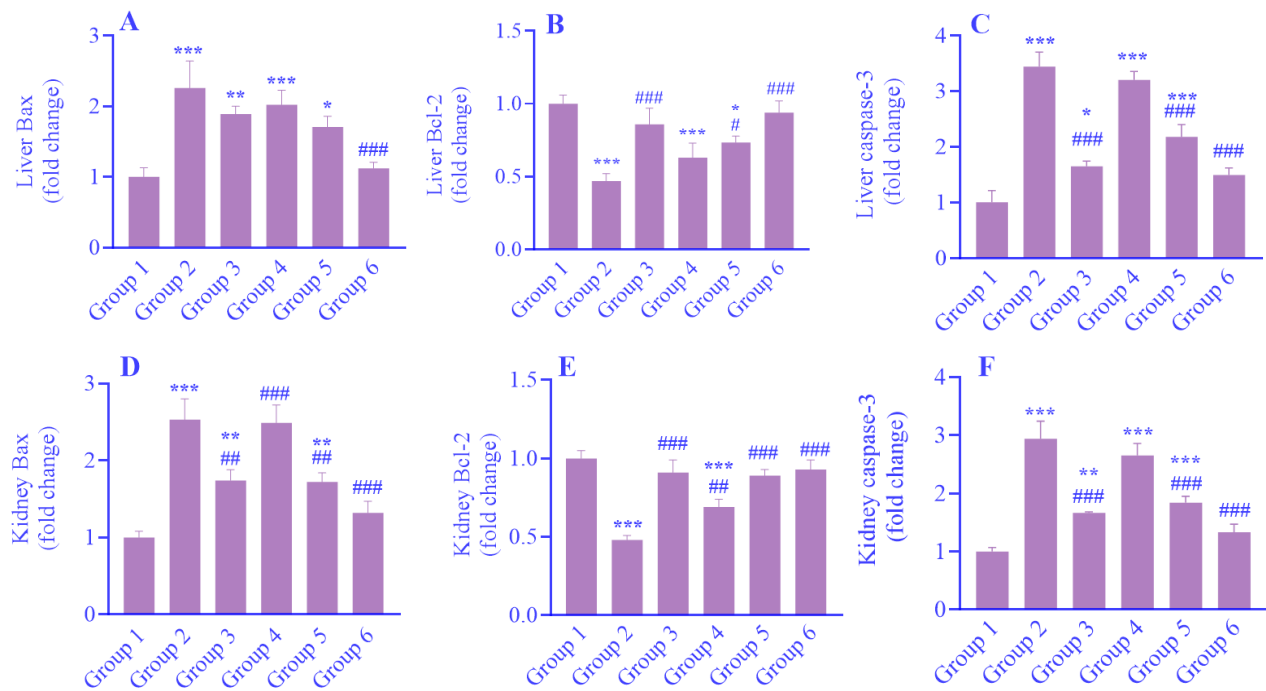 A
Liver Bax
(fold change)
3
2
1
0
***
**
***
*
###
Group 1
Group 2
Group 3
Group 4
Group 5
Group 6
B
Liver Bcl-2
(fold change)
1.5
1.0
0.5
0.0
***
###
***
*
#
###
Group 1
Group 2
Group 3
Group 4
Group 5
Group 6
C
Liver caspase-3
(fold change)
4
3
2
1
0
***
*
###
***
***
###
###
Group 1
Group 2
Group 3
Group 4
Group 5
Group 6
D
Kidney Bax
(fold change)
3
2
1
0
***
**
##
###
**
##
###
Group 1
Group 2
Group 3
Group 4
Group 5
Group 6
E
Kidney Bcl-2
(fold change)
1.5
1.0
0.5
0.0
***
###
***
##
###
###
Group 1
Group 2
Group 3
Group 4
Group 5
Group 6
F
Kidney caspase-3
(fold change)
4
3
2
1
0
***
**
###
***
***
###
###
Group 1
Group 2
Group 3
Group 4
Group 5
Group 6